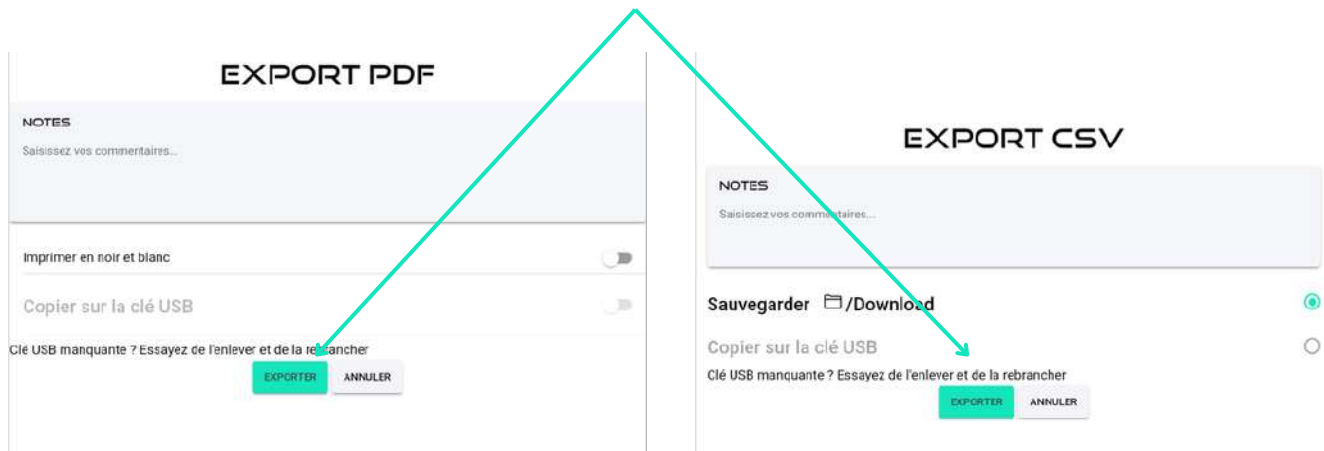 EXPORT PDF
NOTES
Saisissez vos commentaires...
Imprimer en noir et blanc
Copier sur la clé USB
Clé USB manquante ? Essayez de l'enlever et de la rebrancher
EXPORTER ANNULER
EXPORT CSV
NOTES
Saisissez vos commentaires...
Sauvegarder /Download
Copier sur la clé USB
Clé USB manquante ? Essayez de l'enlever et de la rebrancher
EXPORTER ANNULER